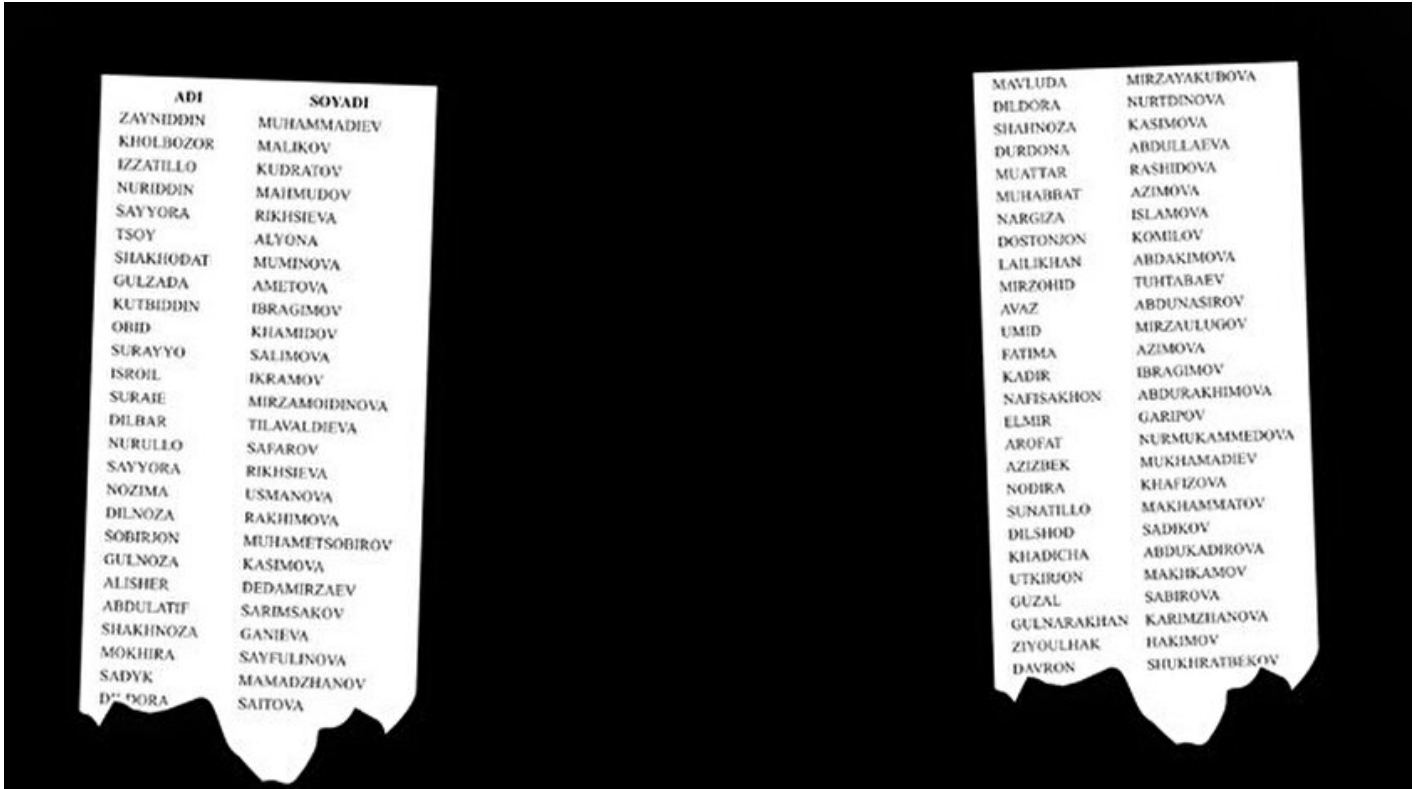 ADI SOYADI
ZAYNIDDIN MUHAMMADIEV
KHOLBOZOR MALIKOV
IZZATILLO KUDRATOV
NURIDDIN MAHMUDOV
SAYYORA RIKHSIEVA
TSOY ALYONA
SHAKHODAT MUMINOVA
GULZADA AMETOVA
KUTBIDDIN IBRAGIMOV
OBID KHAMIDOV
SURAYYO SALIMOVA
ISROIL IKRAMOV
SURAIE MIRZAMOIDINOVA
DILBAR TILAVALDIEVA
NURULLO SAFAROV
SAYYORA RIKHSIEVA
NOZIMA USMANOVA
DILNOZA RAKHIMOVA
SOBIRJON MUHAMETSOBIROV
GULNOZA KASIMOVA
ALISHER DEDAMIRZAEV
ABDULATIF SARIMSAKOV
SHAKHNOZA GANIEVA
MOKHIRA SAYFULINOVA
SADYK MAMADZHANOV
DILDORA SAITOVA
MAVLUDA MIRZAYAKUBOVA
DILDORA NURTDINOVA
SHAHNOZA KASIMOVA
DURDONA ABDULLAEVA
MUATTAR RASHIDOVA
MUHABBAT AZIMOVA
NARGIZA ISLAMOVA
DOSTONJON KOMILOV
LAILIKHAN ABDAKIMOVA
MIRZOHID TUHTABAEV
AVAZ ABDUNASIROV
UMID MIRZAULUGOV
FATIMA AZIMOVA
KADIR IBRAGIMOV
NAFISAKHON ABDURAKHIMOVA
ELMIR GARIPOV
AROFAT NURMUKAMMEDOVA
AZIZBEK MUKHAMADIEV
NODIRA KHAFIZOVA
SUNATILLO MAKHAMMATOV
DILSHOD SADIKOV
KHADICHA ABDUKADIROVA
UTKIRJON MAKHKAMOV
GUZAL SABIROVA
GULNARAKHAN KARIMZHANOVA
ZIYOULHAK HAKIMOV
DAVRON SHUKHRATBEKOV